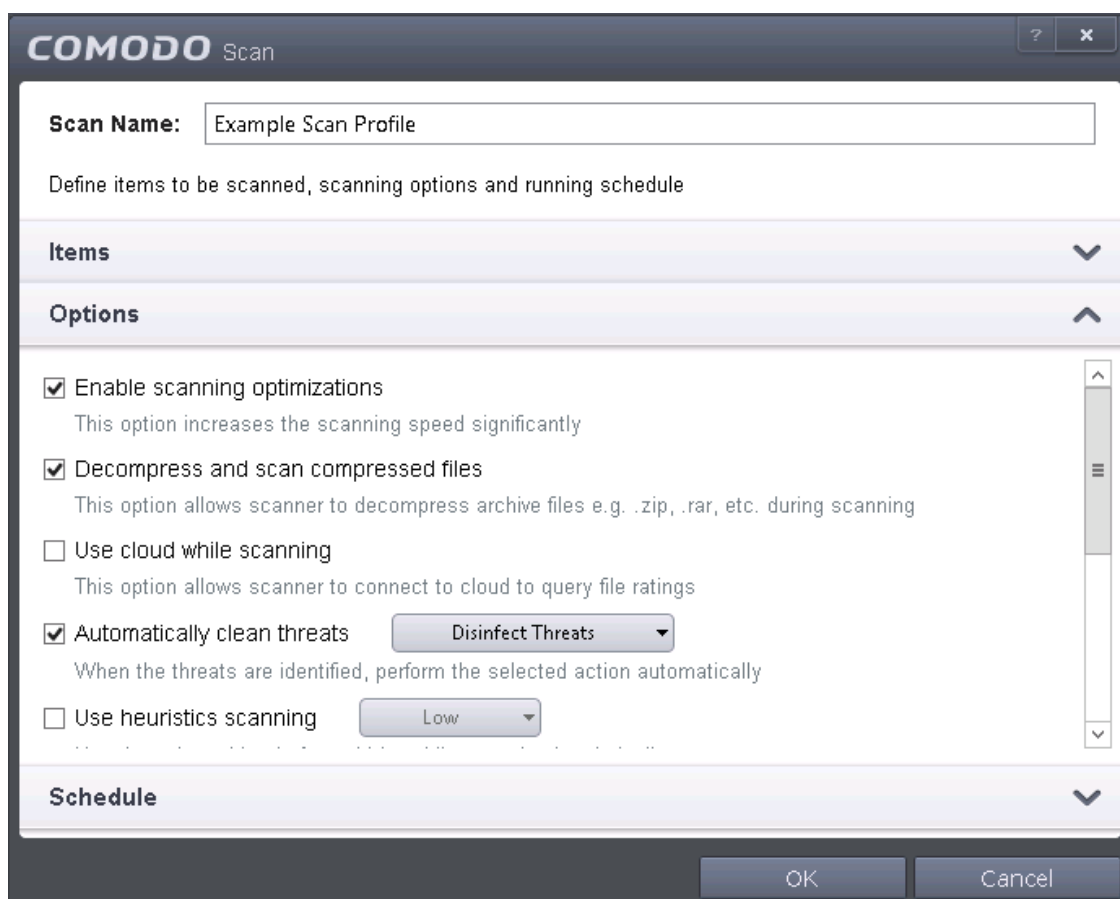 COMODO Scan
?
Scan Name: Example Scan Profile
Define items to be scanned, scanning options and running schedule
Items
Options
Enable scanning optimizations
This option increases the scanning speed significantly
Decompress and scan compressed files
This option allows scanner to decompress archive files e.g. .zip, .rar, etc. during scanning
Use cloud while scanning
This option allows scanner to connect to cloud to query file ratings
Automatically clean threats Disinfect Threats
When the threats are identified, perform the selected action automatically
Use heuristics scanning Low
Schedule
OK Cancel